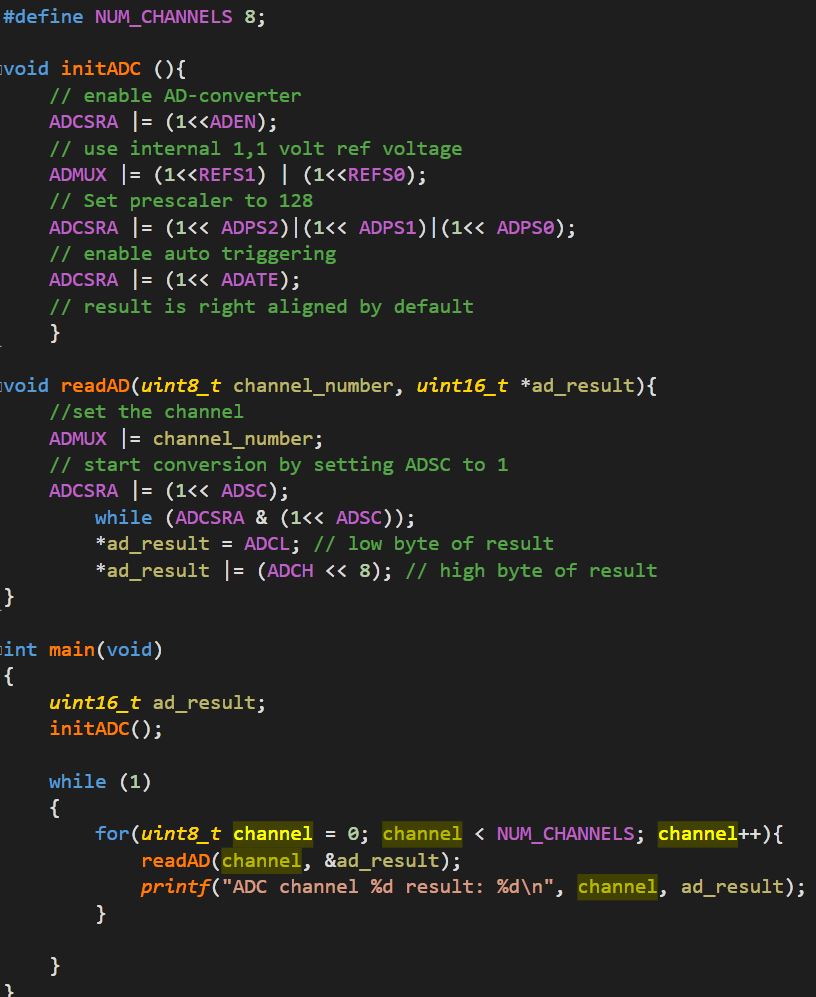 #define NUM_CHANNELS 8;
void initADC (){
// enable AD-converter
ADCSRA |= (1<<ADEN);
// use internal 1,1 volt ref voltage
ADMUX |= (1<<REFS1) | (1<<REFS0);
// Set prescaler to 128
ADCSRA |= (1<< ADPS2)|(1<< ADPS1)|(1<< ADPS0);
// enable auto triggering
ADCSRA |= (1<< ADATE);
// result is right aligned by default
}
void readAD(uint8_t channel_number, uint16_t *ad_result){
//set the channel
ADMUX |= channel_number;
// start conversion by setting ADSC to 1
ADCSRA |= (1<< ADSC);
while (ADCSRA & (1<< ADSC));
*ad_result = ADCL; // low byte of result
*ad_result |= (ADCH << 8); // high byte of result
}
int main(void)
{
uint16_t ad_result;
initADC();
while (1)
{
for(uint8_t channel = 0; channel < NUM_CHANNELS; channel++){
readAD(channel, &ad_result);
printf("ADC channel %d result: %d\n", channel, ad_result);
}
}
}